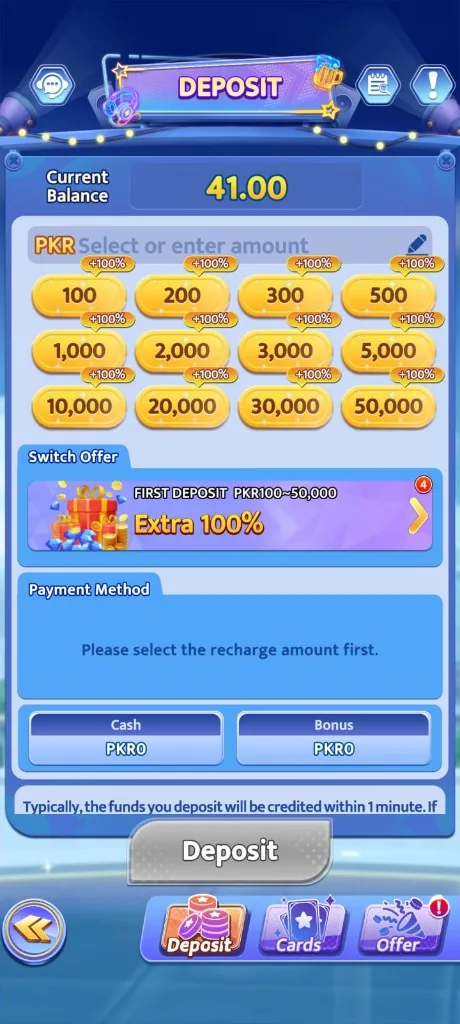 DEPOSIT
Current
Balance
41.00
PKR Select or enter amount
+100% +100% +100% +100%
100 200 300 500
+100% +100% +100% +100%
1,000 2,000 3,000 5,000
+100% +100% +100% +100%
10,000 20,000 30,000 50,000
Switch Offer
4
FIRST DEPOSIT PKR100~50,000
Extra 100%
Payment Method
Please select the recharge amount first.
Cash Bonus
PKR0 PKR0
Typically, the funds you deposit will be credited within 1 minute. If
Deposit
Deposit Cards Offer